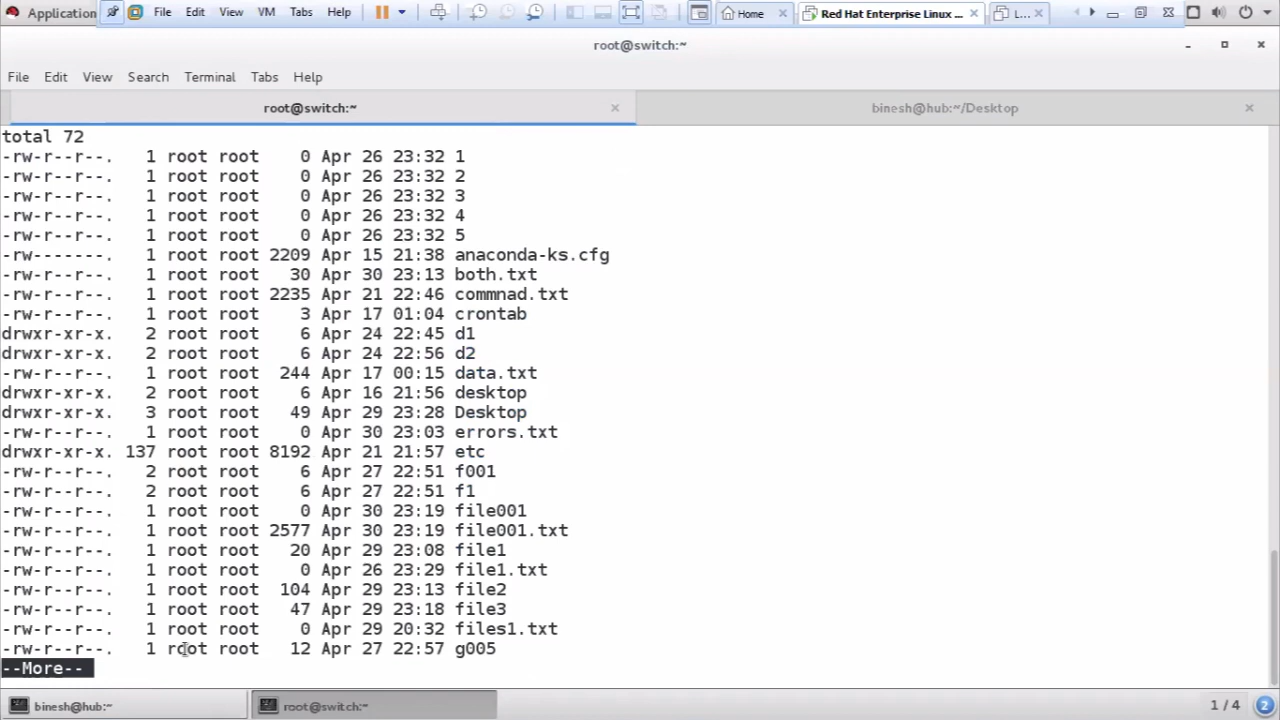 Application File Edit View VM Tabs Help Home Red Hat Enterprise Linux ... L...
root@switch:~
File Edit View Search Terminal Tabs Help
root@switch:~ binesh@hub:~/Desktop
total 72
-rw-r--r--. 1 root root 0 Apr 26 23:32 1
-rw-r--r--. 1 root root 0 Apr 26 23:32 2
-rw-r--r--. 1 root root 0 Apr 26 23:32 3
-rw-r--r--. 1 root root 0 Apr 26 23:32 4
-rw-r--r--. 1 root root 0 Apr 26 23:32 5
-rw-------. 1 root root 2209 Apr 15 21:38 anaconda-ks.cfg
-rw-r--r--. 1 root root 30 Apr 30 23:13 both.txt
-rw-r--r--. 1 root root 2235 Apr 21 22:46 commnad.txt
-rw-r--r--. 1 root root 3 Apr 17 01:04 crontab
drwxr-xr-x. 2 root root 6 Apr 24 22:45 d1
drwxr-xr-x. 2 root root 6 Apr 24 22:56 d2
-rw-r--r--. 1 root root 244 Apr 17 00:15 data.txt
drwxr-xr-x. 2 root root 6 Apr 16 21:56 desktop
drwxr-xr-x. 3 root root 49 Apr 29 23:28 Desktop
-rw-r--r--. 1 root root 0 Apr 30 23:03 errors.txt
drwxr-xr-x. 137 root root 8192 Apr 21 21:57 etc
-rw-r--r--. 2 root root 6 Apr 27 22:51 f001
-rw-r--r--. 2 root root 6 Apr 27 22:51 f1
-rw-r--r--. 1 root root 0 Apr 30 23:19 file001
-rw-r--r--. 1 root root 2577 Apr 30 23:19 file001.txt
-rw-r--r--. 1 root root 20 Apr 29 23:08 file1
-rw-r--r--. 1 root root 0 Apr 26 23:29 file1.txt
-rw-r--r--. 1 root root 104 Apr 29 23:13 file2
-rw-r--r--. 1 root root 47 Apr 29 23:18 file3
-rw-r--r--. 1 root root 0 Apr 29 20:32 files1.txt
-rw-r--r--. 1 root root 12 Apr 27 22:57 g005
--More--
binesh@hub:~ root@switch:~ 1 / 4 2